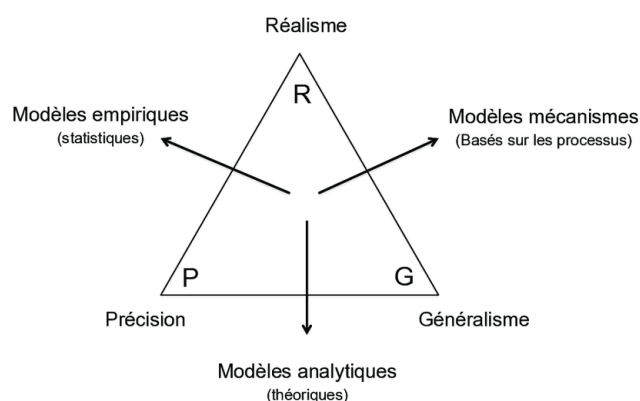 Réalisme
R
Modèles empiriques
(statistiques)
Modèles mécanismes
(Basés sur les processus)
P
G
Précision
Généralisme
Modèles analytiques
(théoriques)